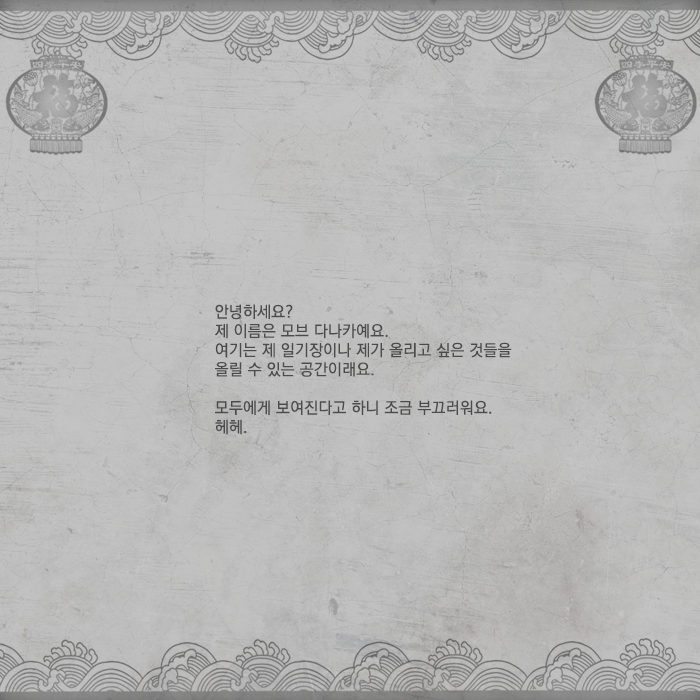 안녕하세요?
제 이름은 모브 다나카예요.
여기는 제 일기장이나 제가 올리고 싶은 것들을
올릴 수 있는 공간이래요.
모두에게 보여진다고 하니 조금 부끄러워요.
헤헤.